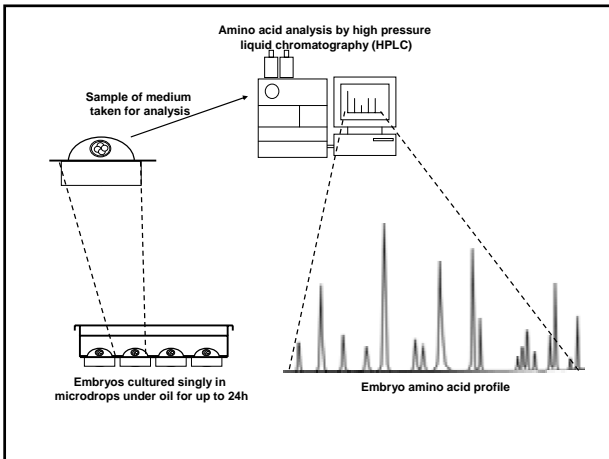 Amino acid analysis by high pressure
liquid chromatography (HPLC)
Sample of medium
taken for analysis
Embryos cultured singly in
microdrops under oil for up to 24h
Embryo amino acid profile